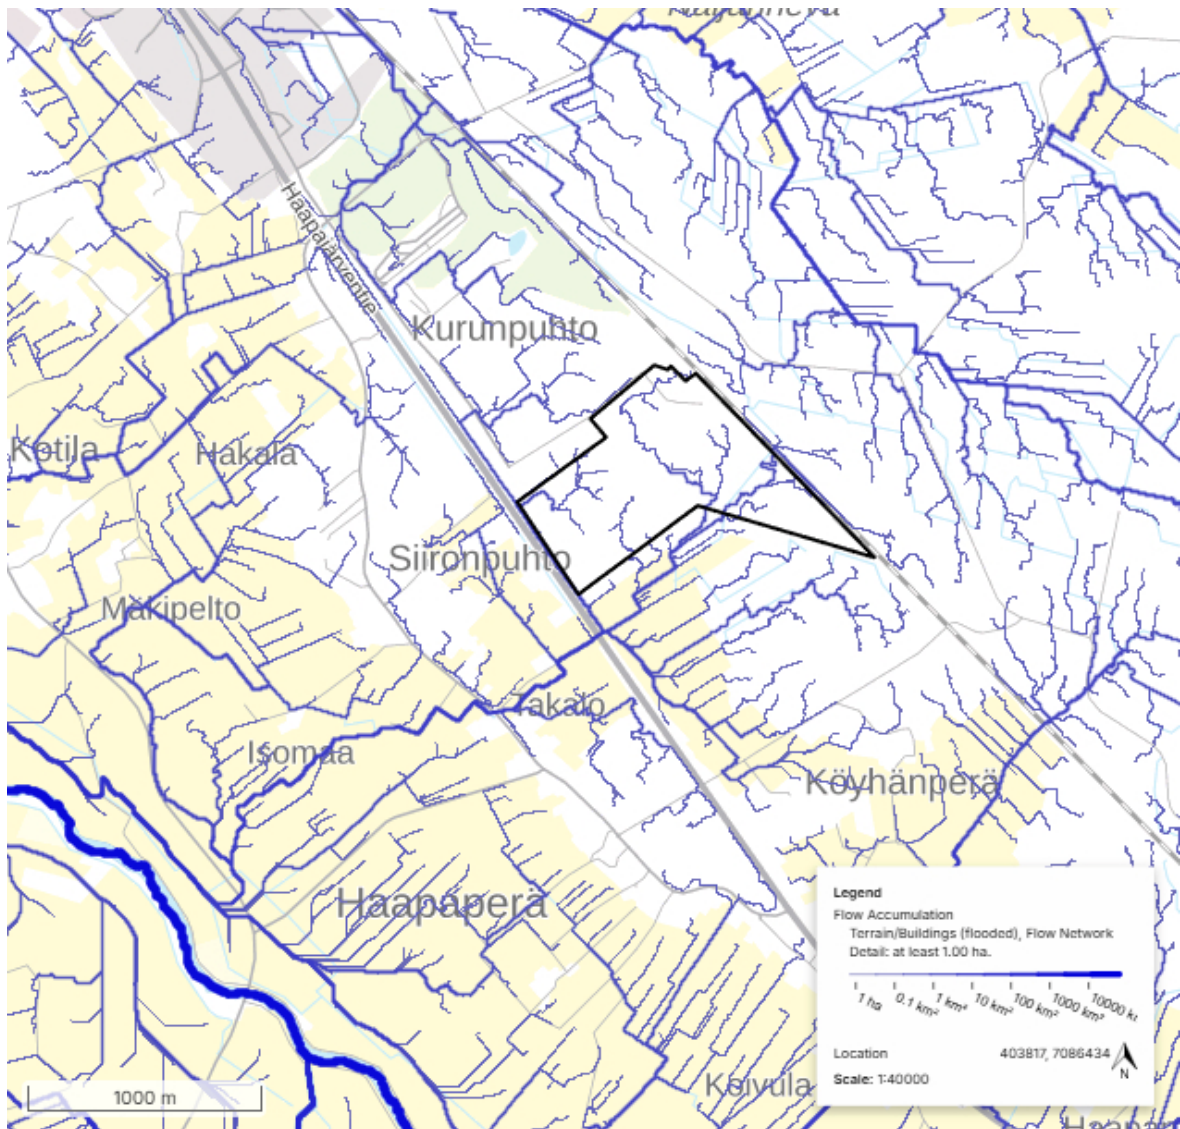 Haapajärventie
Kurunpuhto
Kotila
Hakala
Siironpuhto
Mäkipelto
Takalo
Isomaa
Köyhänperä
Haapaperä
Koivula
Legend
Flow Accumulation
Terrain/Buildings (flooded), Flow Network
Detail: at least 1.00 ha.
1 ha 0.1 km² 1 km² 10 km² 100 km² 1000 km² 10000 k
Location 403817, 7086434
N
Scale: 1:40000
1000 m